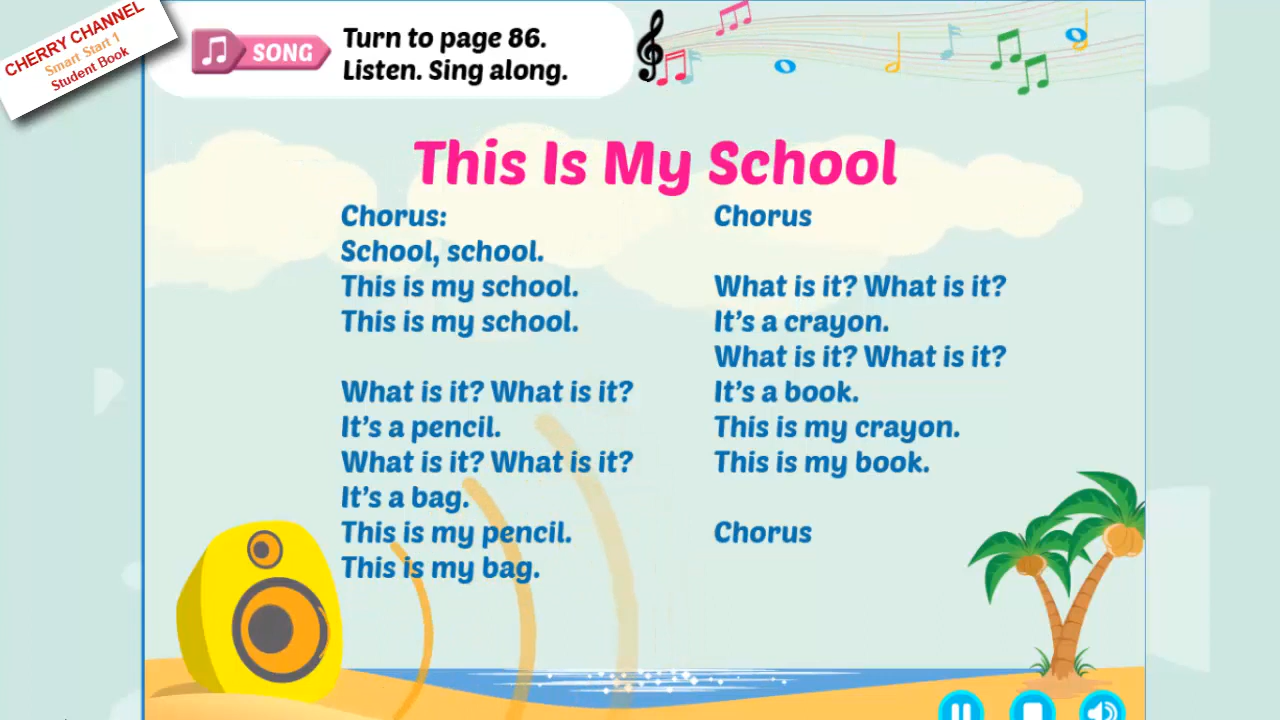 CHERRY CHANNEL
Smart Start 1
Student Book
SONG
Turn to page 86.
Listen. Sing along.
This Is My School
Chorus:
School, school.
This is my school.
This is my school.
What is it? What is it?
It's a pencil.
What is it? What is it?
It's a bag.
This is my pencil.
This is my bag.
Chorus
What is it? What is it?
It's a crayon.
What is it? What is it?
It's a book.
This is my crayon.
This is my book.
Chorus